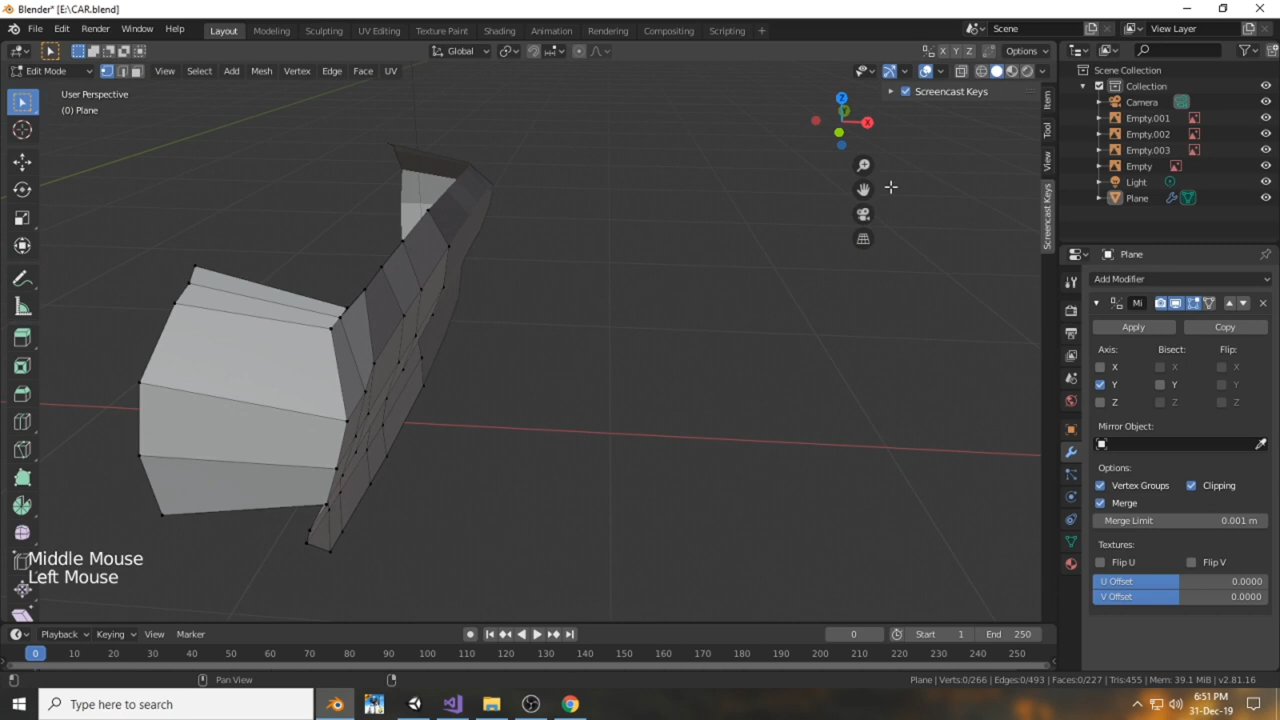 Blender* [E:\CAR.blend]
File Edit Render Window Help Layout Modeling Sculpting UV Editing Texture Paint Shading Animation Rendering Compositing Scripting + Scene View Layer
Global X Y Z Options
Edit Mode View Select Add Mesh Vertex Edge Face UV
User Perspective
(0) Plane
Screencast Keys
Z
Y
X
Item
Tool
View
Screencast Keys
Scene Collection
Collection
Camera
Empty.001
Empty.002
Empty.003
Empty
Light
Plane
Plane
Add Modifier
Mi
Apply Copy
Axis: Bisect: Flip:
X X X
Y Y Y
Z Z Z
Mirror Object:
Options:
Vertex Groups Clipping
Merge
Merge Limit 0.001 m
Textures:
Flip U Flip V
U Offset 0.0000
V Offset 0.0000
Middle Mouse
Left Mouse
Playback Keying View Marker 0 Start 1 End 250
0 10 20 30 40 50 60 70 80 90 100 110 120 130 140 150 160 170 180 190 200 210 220 230 240 250
Pan View Plane | Verts:0/266 | Edges:0/493 | Faces:0/227 | Tris:455 | Mem: 39.1 MiB | v2.81.16
Type here to search
6:51 PM
31-Dec-19